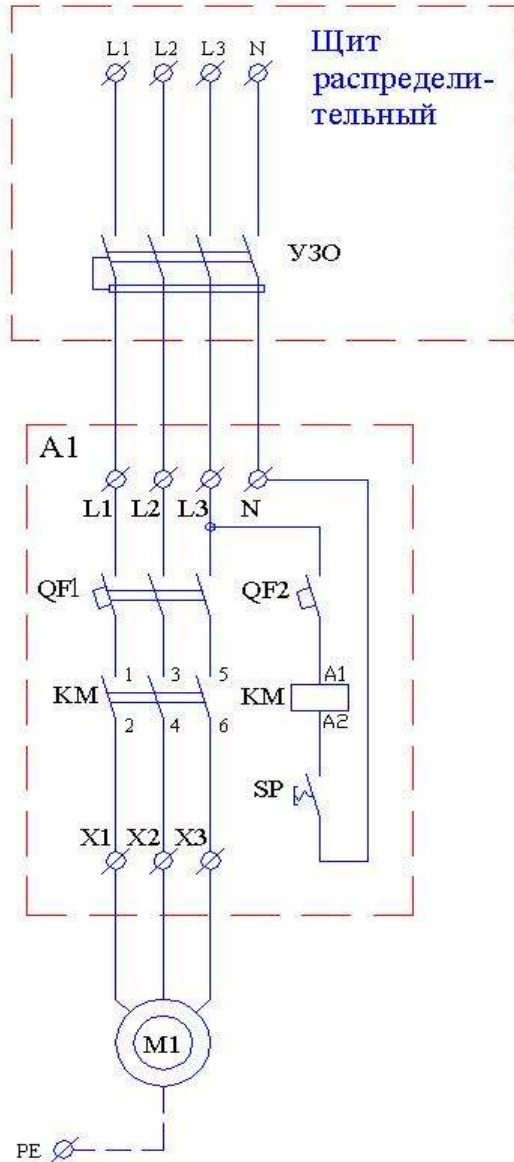 L1 L2 L3 N
Щит
распредели-
тельный
УЗО
A1
L1 L2 L3 N
QF1 QF2
1 3 5
KM
2 4 6
KM
A1
A2
SP
X1 X2 X3
M1
PE